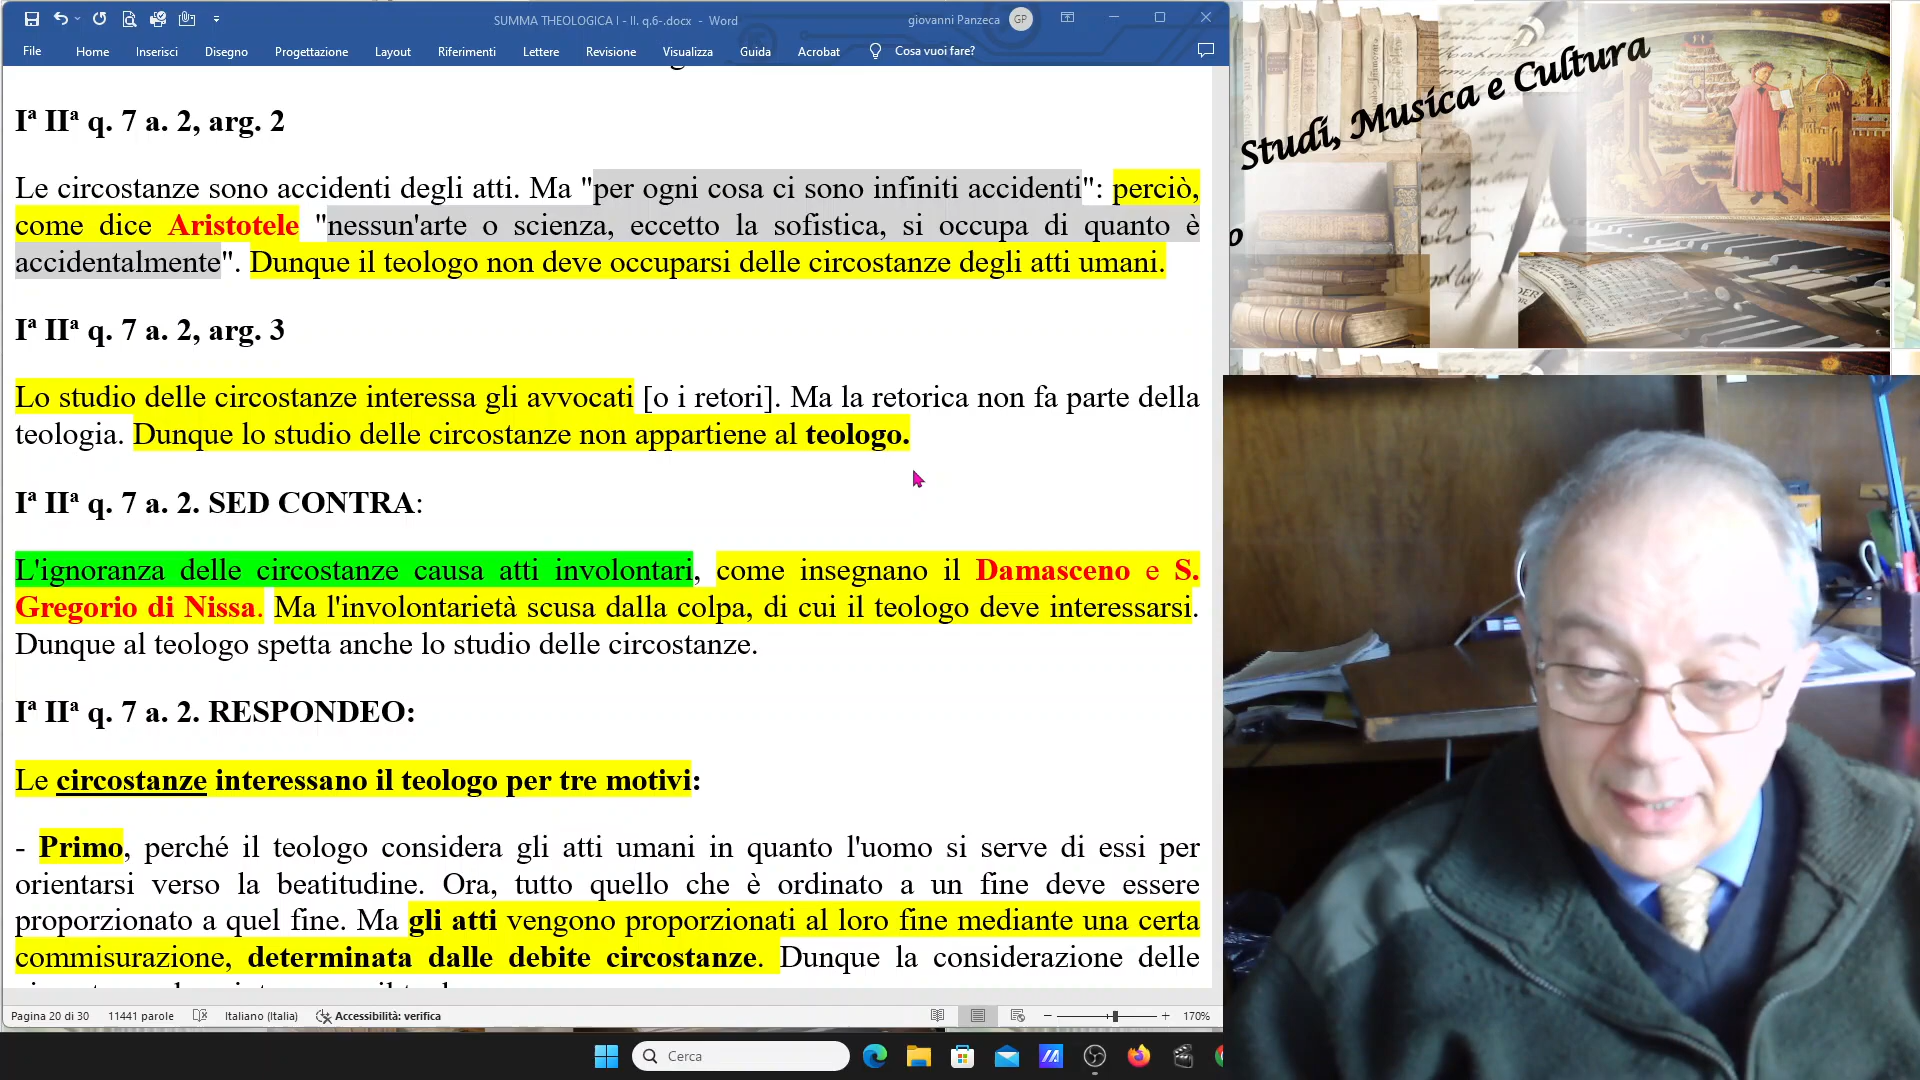 SUMMA THEOLOGICA I - II. q.6-.docx - Word
giovanni Panzeca
GP
File Home Inserisci Disegno Progettazione Layout Riferimenti Lettere Revisione Visualizza Guida Acrobat Cosa vuoi fare?
Iª IIª q. 7 a. 2, arg. 2
Le circostanze sono accidenti degli atti. Ma "per ogni cosa ci sono infiniti accidenti": perciò,
come dice Aristotele "nessun'arte o scienza, eccetto la sofistica, si occupa di quanto è
accidentalmente". Dunque il teologo non deve occuparsi delle circostanze degli atti umani.
Iª IIª q. 7 a. 2, arg. 3
Lo studio delle circostanze interessa gli avvocati [o i retori]. Ma la retorica non fa parte della
teologia. Dunque lo studio delle circostanze non appartiene al teologo.
Iª IIª q. 7 a. 2. SED CONTRA:
L'ignoranza delle circostanze causa atti involontari, come insegnano il Damasceno e S.
Gregorio di Nissa. Ma l'involontarietà scusa dalla colpa, di cui il teologo deve interessarsi.
Dunque al teologo spetta anche lo studio delle circostanze.
Iª IIª q. 7 a. 2. RESPONDEO:
Le circostanze interessano il teologo per tre motivi:
- Primo, perché il teologo considera gli atti umani in quanto l'uomo si serve di essi per
orientarsi verso la beatitudine. Ora, tutto quello che è ordinato a un fine deve essere
proporzionato a quel fine. Ma gli atti vengono proporzionati al loro fine mediante una certa
commisurazione, determinata dalle debite circostanze. Dunque la considerazione delle
Pagina 20 di 30 11441 parole Italiano (Italia) Accessibilità: verifica
170%
Cerca
Studi, Musica e Cultura